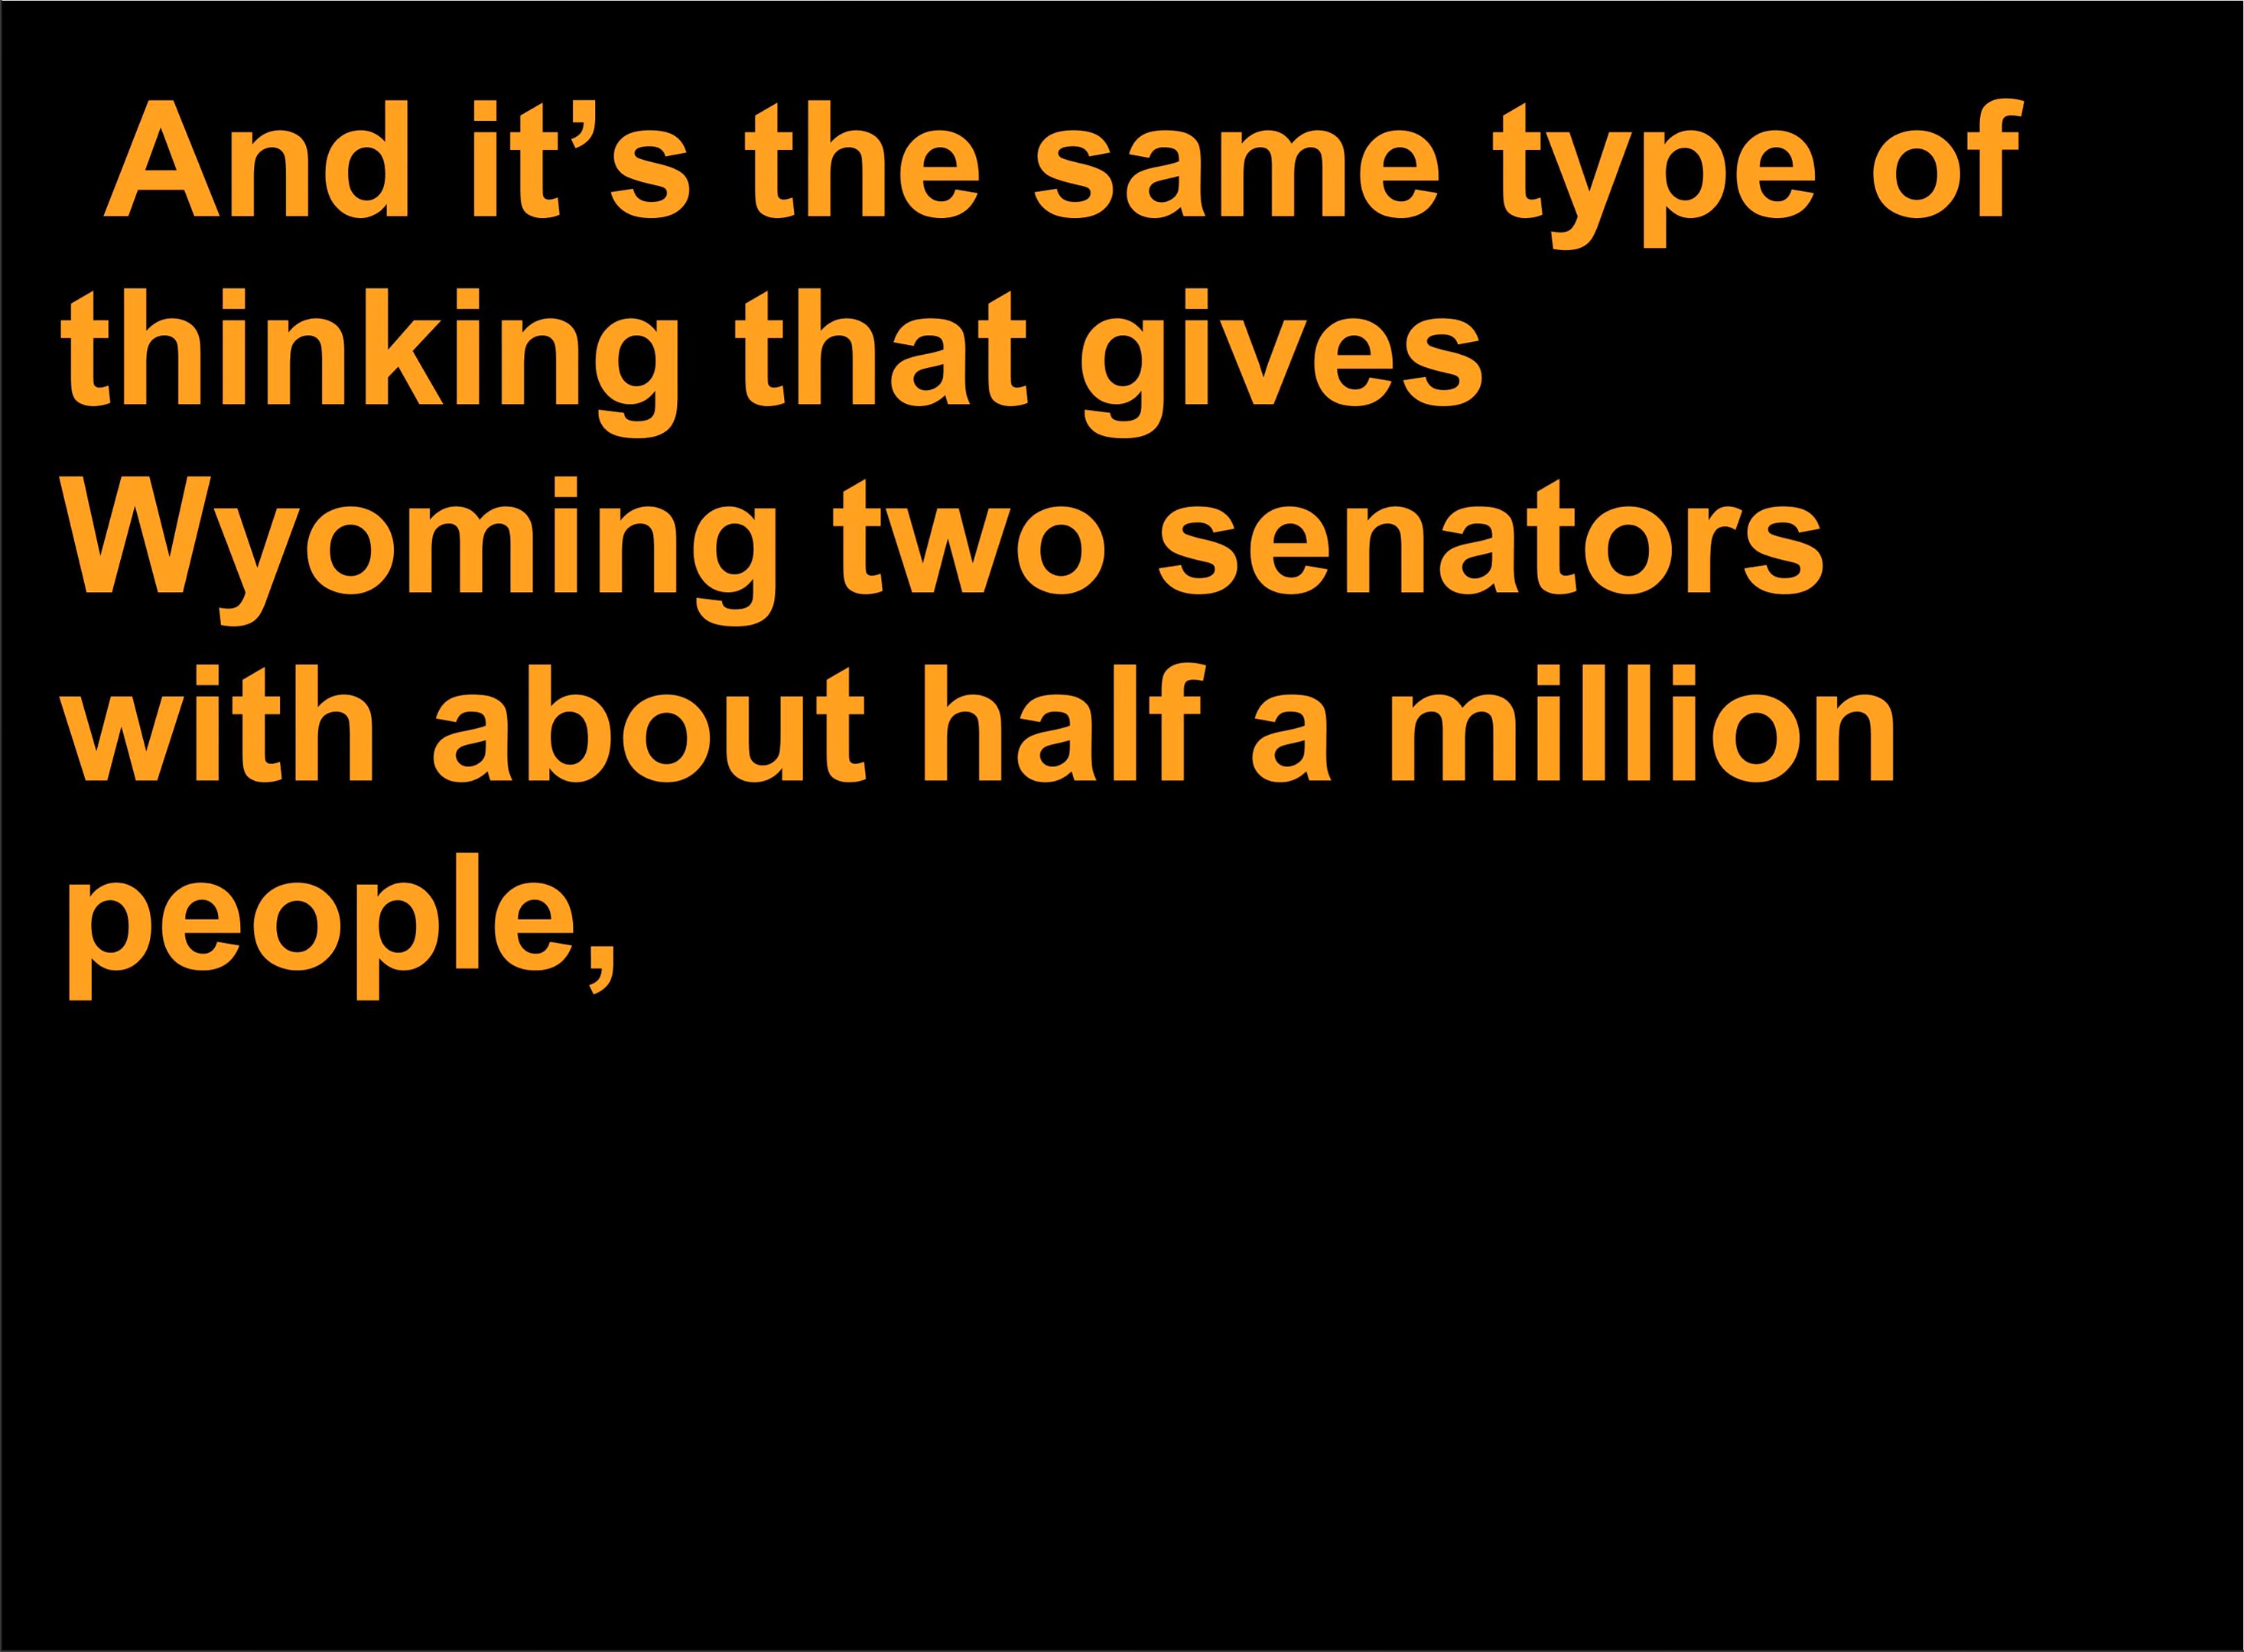 And it’s the same type of
thinking that gives
Wyoming two senators
with about half a million
people,